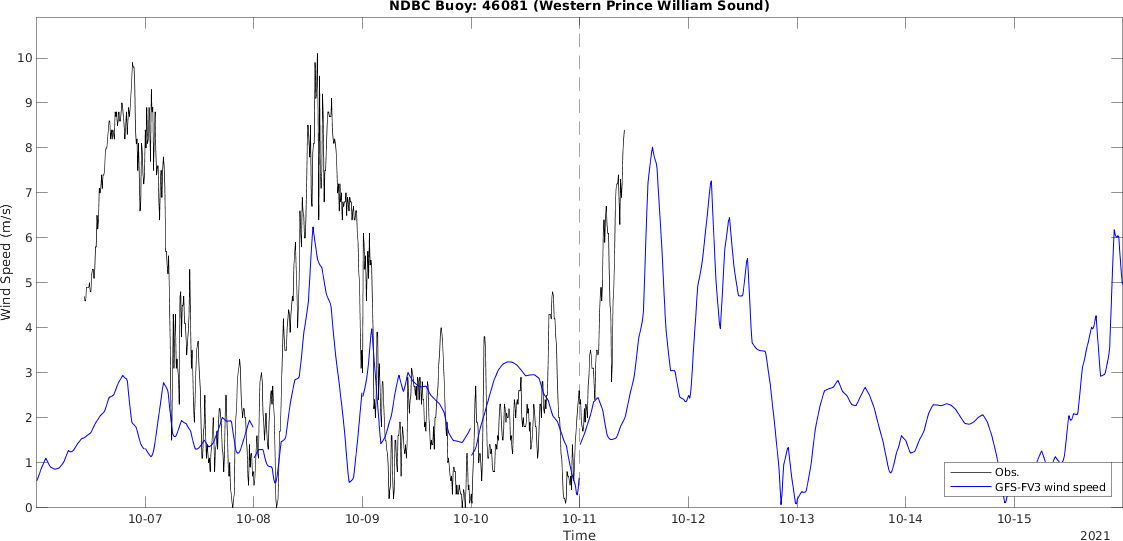 NDBC Buoy: 46081 (Western Prince William Sound)
Wind Speed (m/s)
10
9
8
7
6
5
4
3
2
1
0
10-07 10-08 10-09 10-10 10-11 10-12 10-13 10-14 10-15
Time
2021
Obs.
GFS-FV3 wind speed